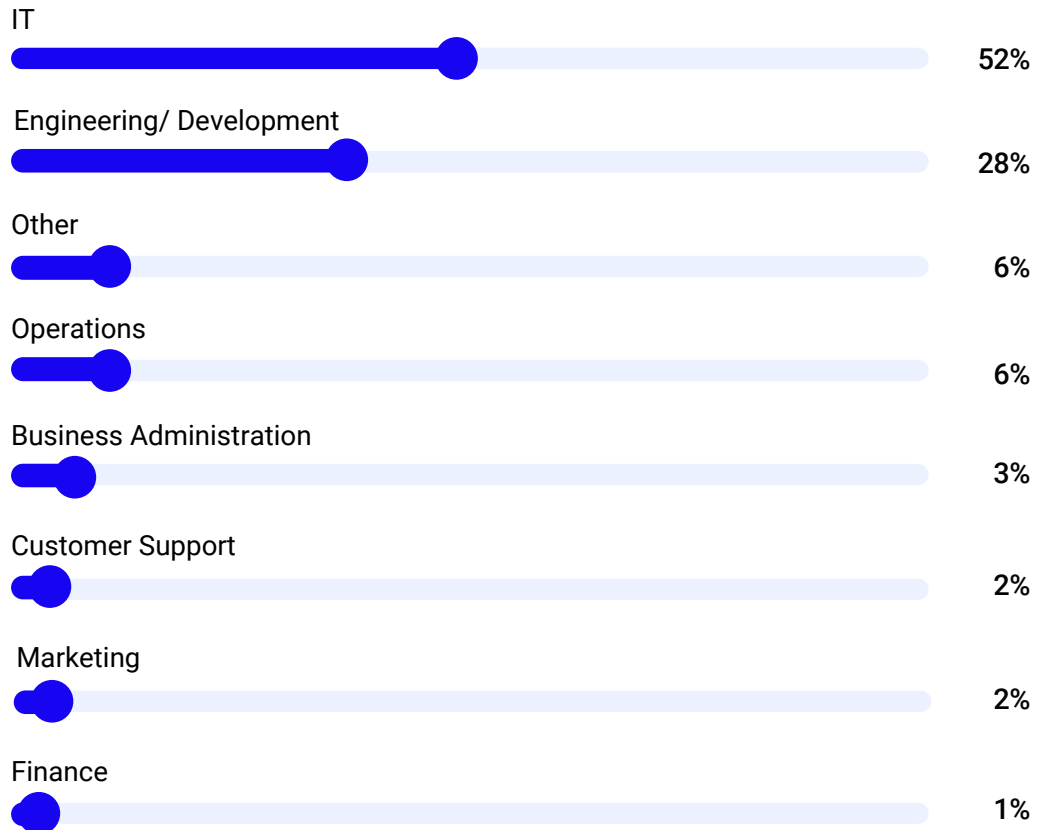 IT
52%
Engineering/ Development
28%
Other
6%
Operations
6%
Business Administration
3%
Customer Support
2%
Marketing
2%
Finance
1%